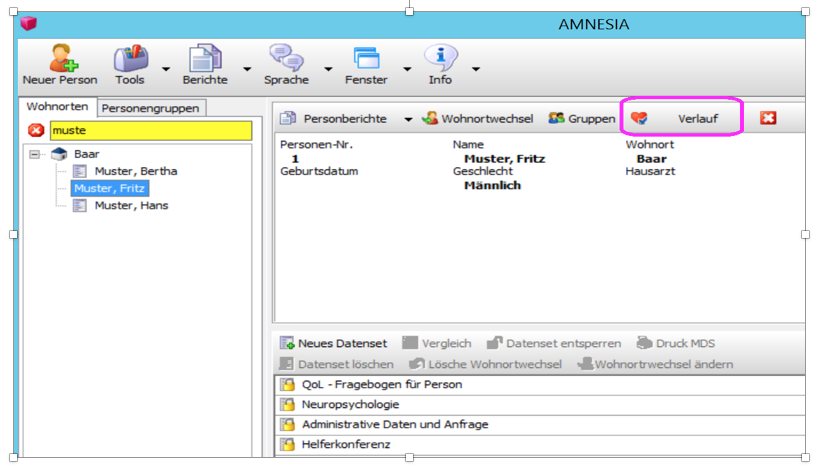 AMNESIA
Neuer Person Tools Berichte Sprache Fenster Info
Wohnorten Personengruppen
muste
Baar
Muster, Bertha
Muster, Fritz
Muster, Hans
Personberichte Wohnortwechsel Gruppen Verlauf
Personen-Nr. Name Wohnort
1 Muster, Fritz Baar
Geburtsdatum Geschlecht Hausarzt
Männlich
Neues Datenset Vergleich Datenset entsperren Druck MDS
Datenset löschen Lösche Wohnortwechsel Wohnortrwechsel ändern
QoL - Fragebogen für Person
Neuropsychologie
Administrative Daten und Anfrage
Helferkonferenz